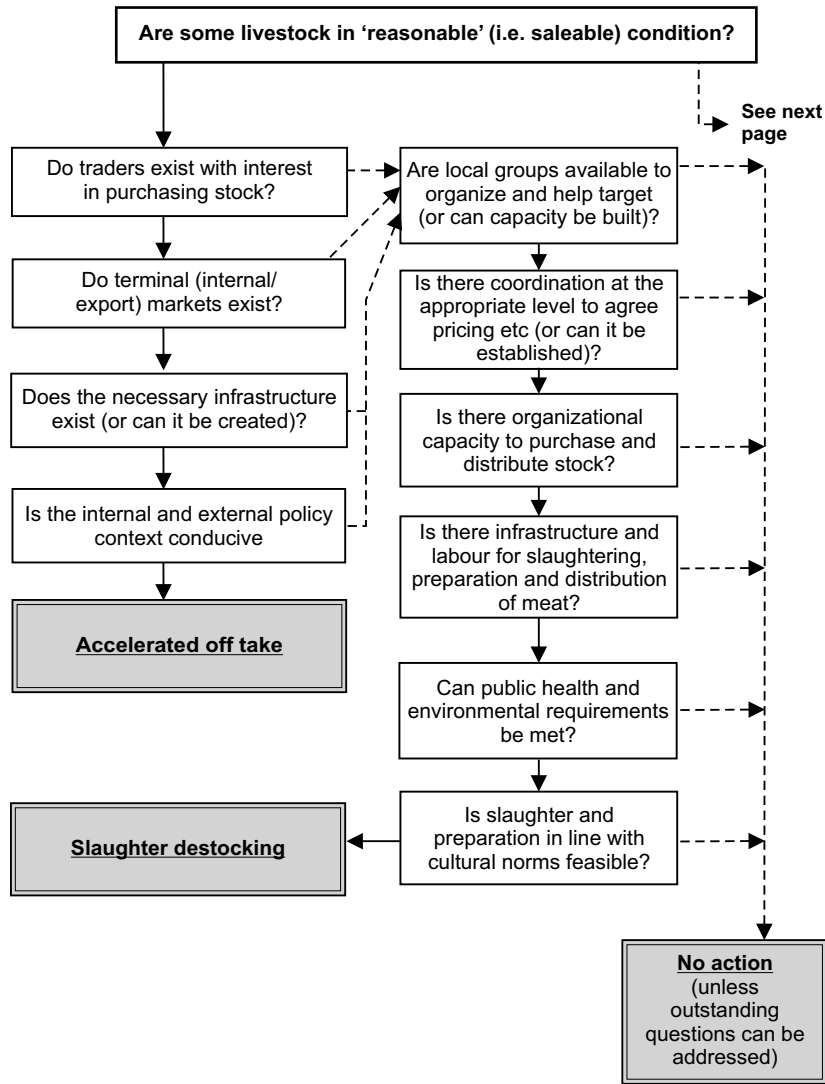 Are some livestock in ‘reasonable’ (i.e. saleable) condition?
See next
page
Do traders exist with interest
in purchasing stock?
Do terminal (internal/
export) markets exist?
Does the necessary infrastructure
exist (or can it be created)?
Is the internal and external policy
context conducive
Accelerated off take
Are local groups available to
organize and help target
(or can capacity be built)?
Is there coordination at the
appropriate level to agree
pricing etc (or can it be
established)?
Is there organizational
capacity to purchase and
distribute stock?
Is there infrastructure and
labour for slaughtering,
preparation and distribution
of meat?
Can public health and
environmental requirements
be met?
Is slaughter and
preparation in line with
cultural norms feasible?
Slaughter destocking
No action
(unless
outstanding
questions can be
addressed)